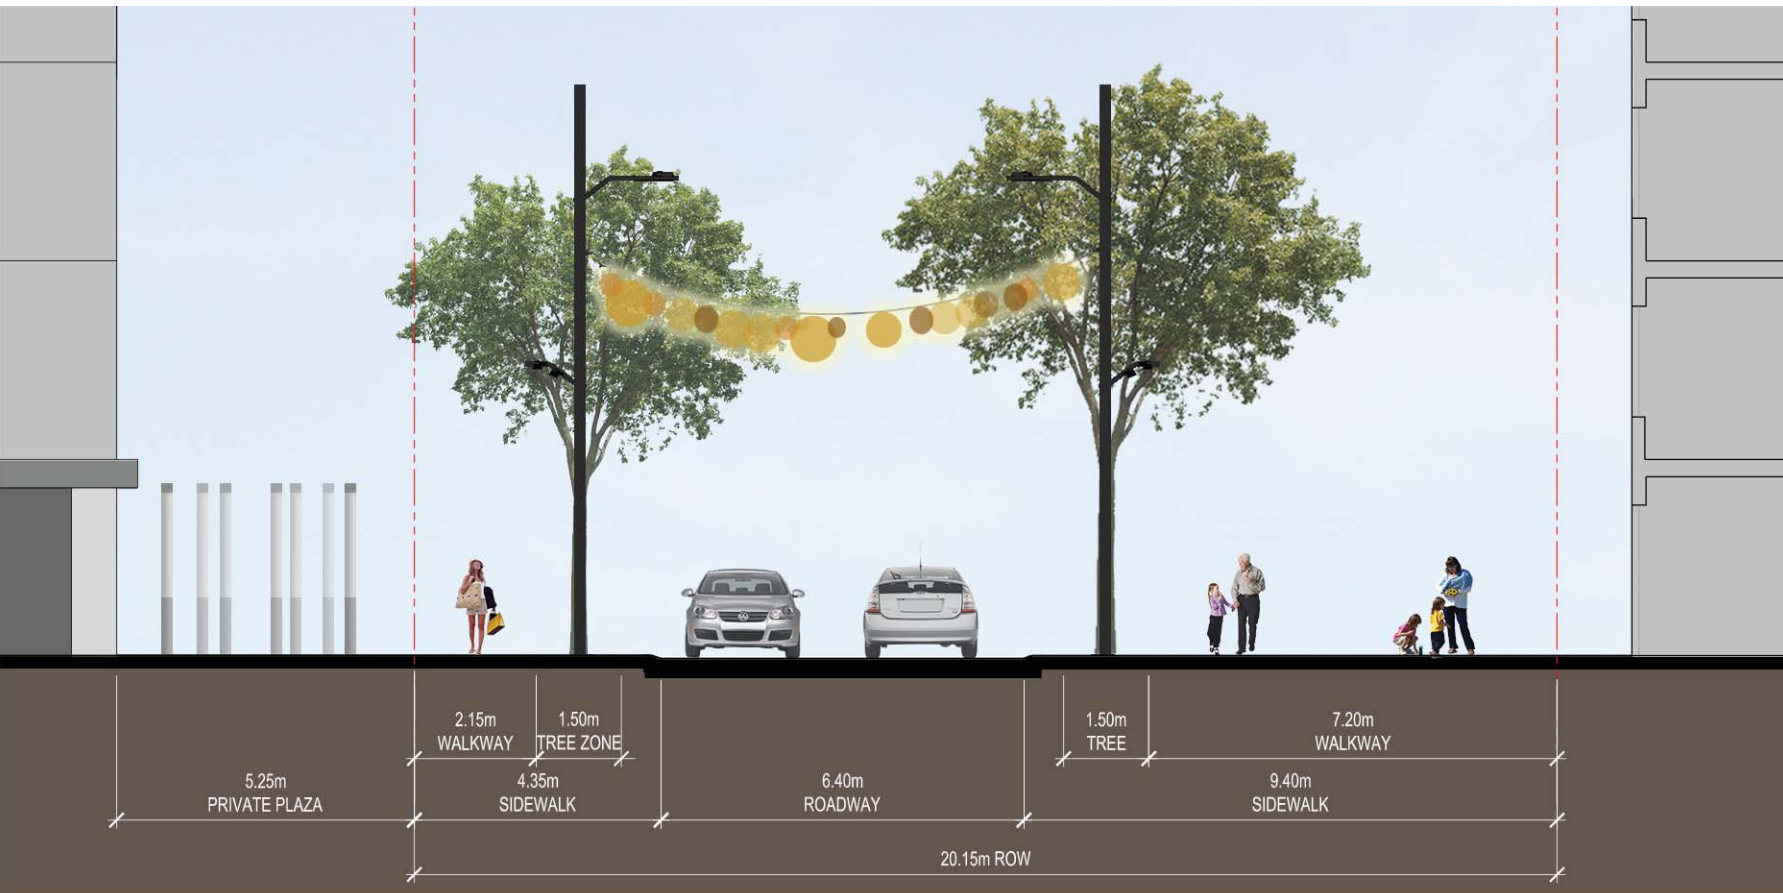 2.15m
WALKWAY
1.50m
TREE ZONE
1.50m
TREE
7.20m
WALKWAY
5.25m
PRIVATE PLAZA
4.35m
SIDEWALK
6.40m
ROADWAY
9.40m
SIDEWALK
20.15m ROW